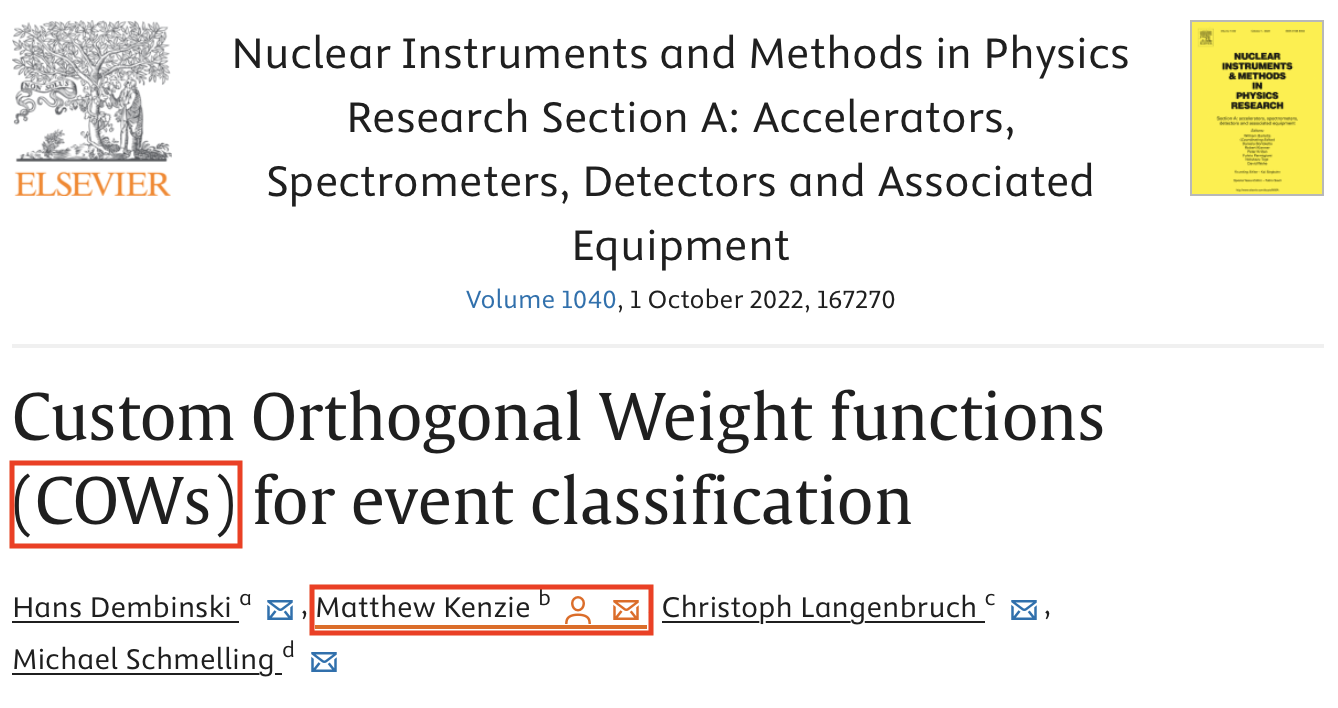 Nuclear Instruments and Methods in Physics
Research Section A: Accelerators,
Spectrometers, Detectors and Associated
Equipment
Volume 1040, 1 October 2022, 167270
ELSEVIER
NUCLEAR
INSTRUMENTS
& METHODS
IN
PHYSICS
RESEARCH
Custom Orthogonal Weight functions
(COWs) for event classification
Hans Dembinski a , Matthew Kenzie b Christoph Langenbruch c ,
Michael Schmelling d